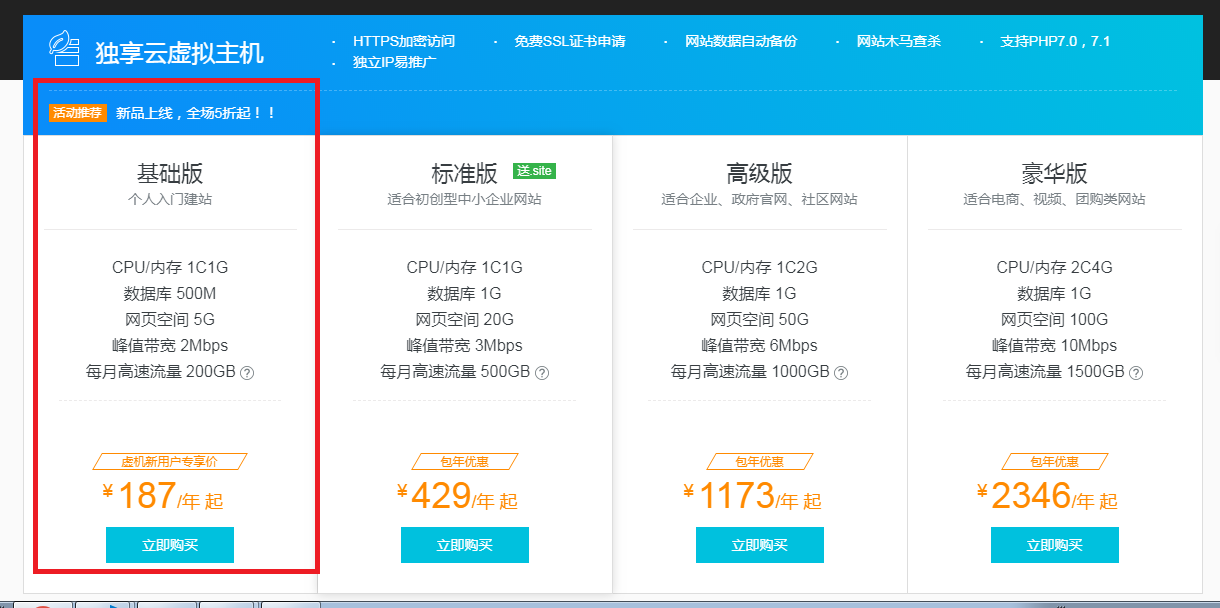 独享云虚拟主机
· HTTPS加密访问 · 免费SSL证书申请 · 网站数据自动备份 · 网站木马查杀 · 支持PHP7.0，7.1
· 独立IP易推广
活动推荐 新品上线，全场5折起！！
基础版
个人入门建站
CPU/内存 1C1G
数据库 500M
网页空间 5G
峰值带宽 2Mbps
每月高速流量 200GB ?
虚机新用户专享价
¥187/年 起
立即购买
标准版 送.site
适合初创型中小企业网站
CPU/内存 1C1G
数据库 1G
网页空间 20G
峰值带宽 3Mbps
每月高速流量 500GB ?
包年优惠
¥429/年 起
立即购买
高级版
适合企业、政府官网、社区网站
CPU/内存 1C2G
数据库 1G
网页空间 50G
峰值带宽 6Mbps
每月高速流量 1000GB ?
包年优惠
¥1173/年 起
立即购买
豪华版
适合电商、视频、团购类网站
CPU/内存 2C4G
数据库 1G
网页空间 100G
峰值带宽 10Mbps
每月高速流量 1500GB ?
包年优惠
¥2346/年 起
立即购买